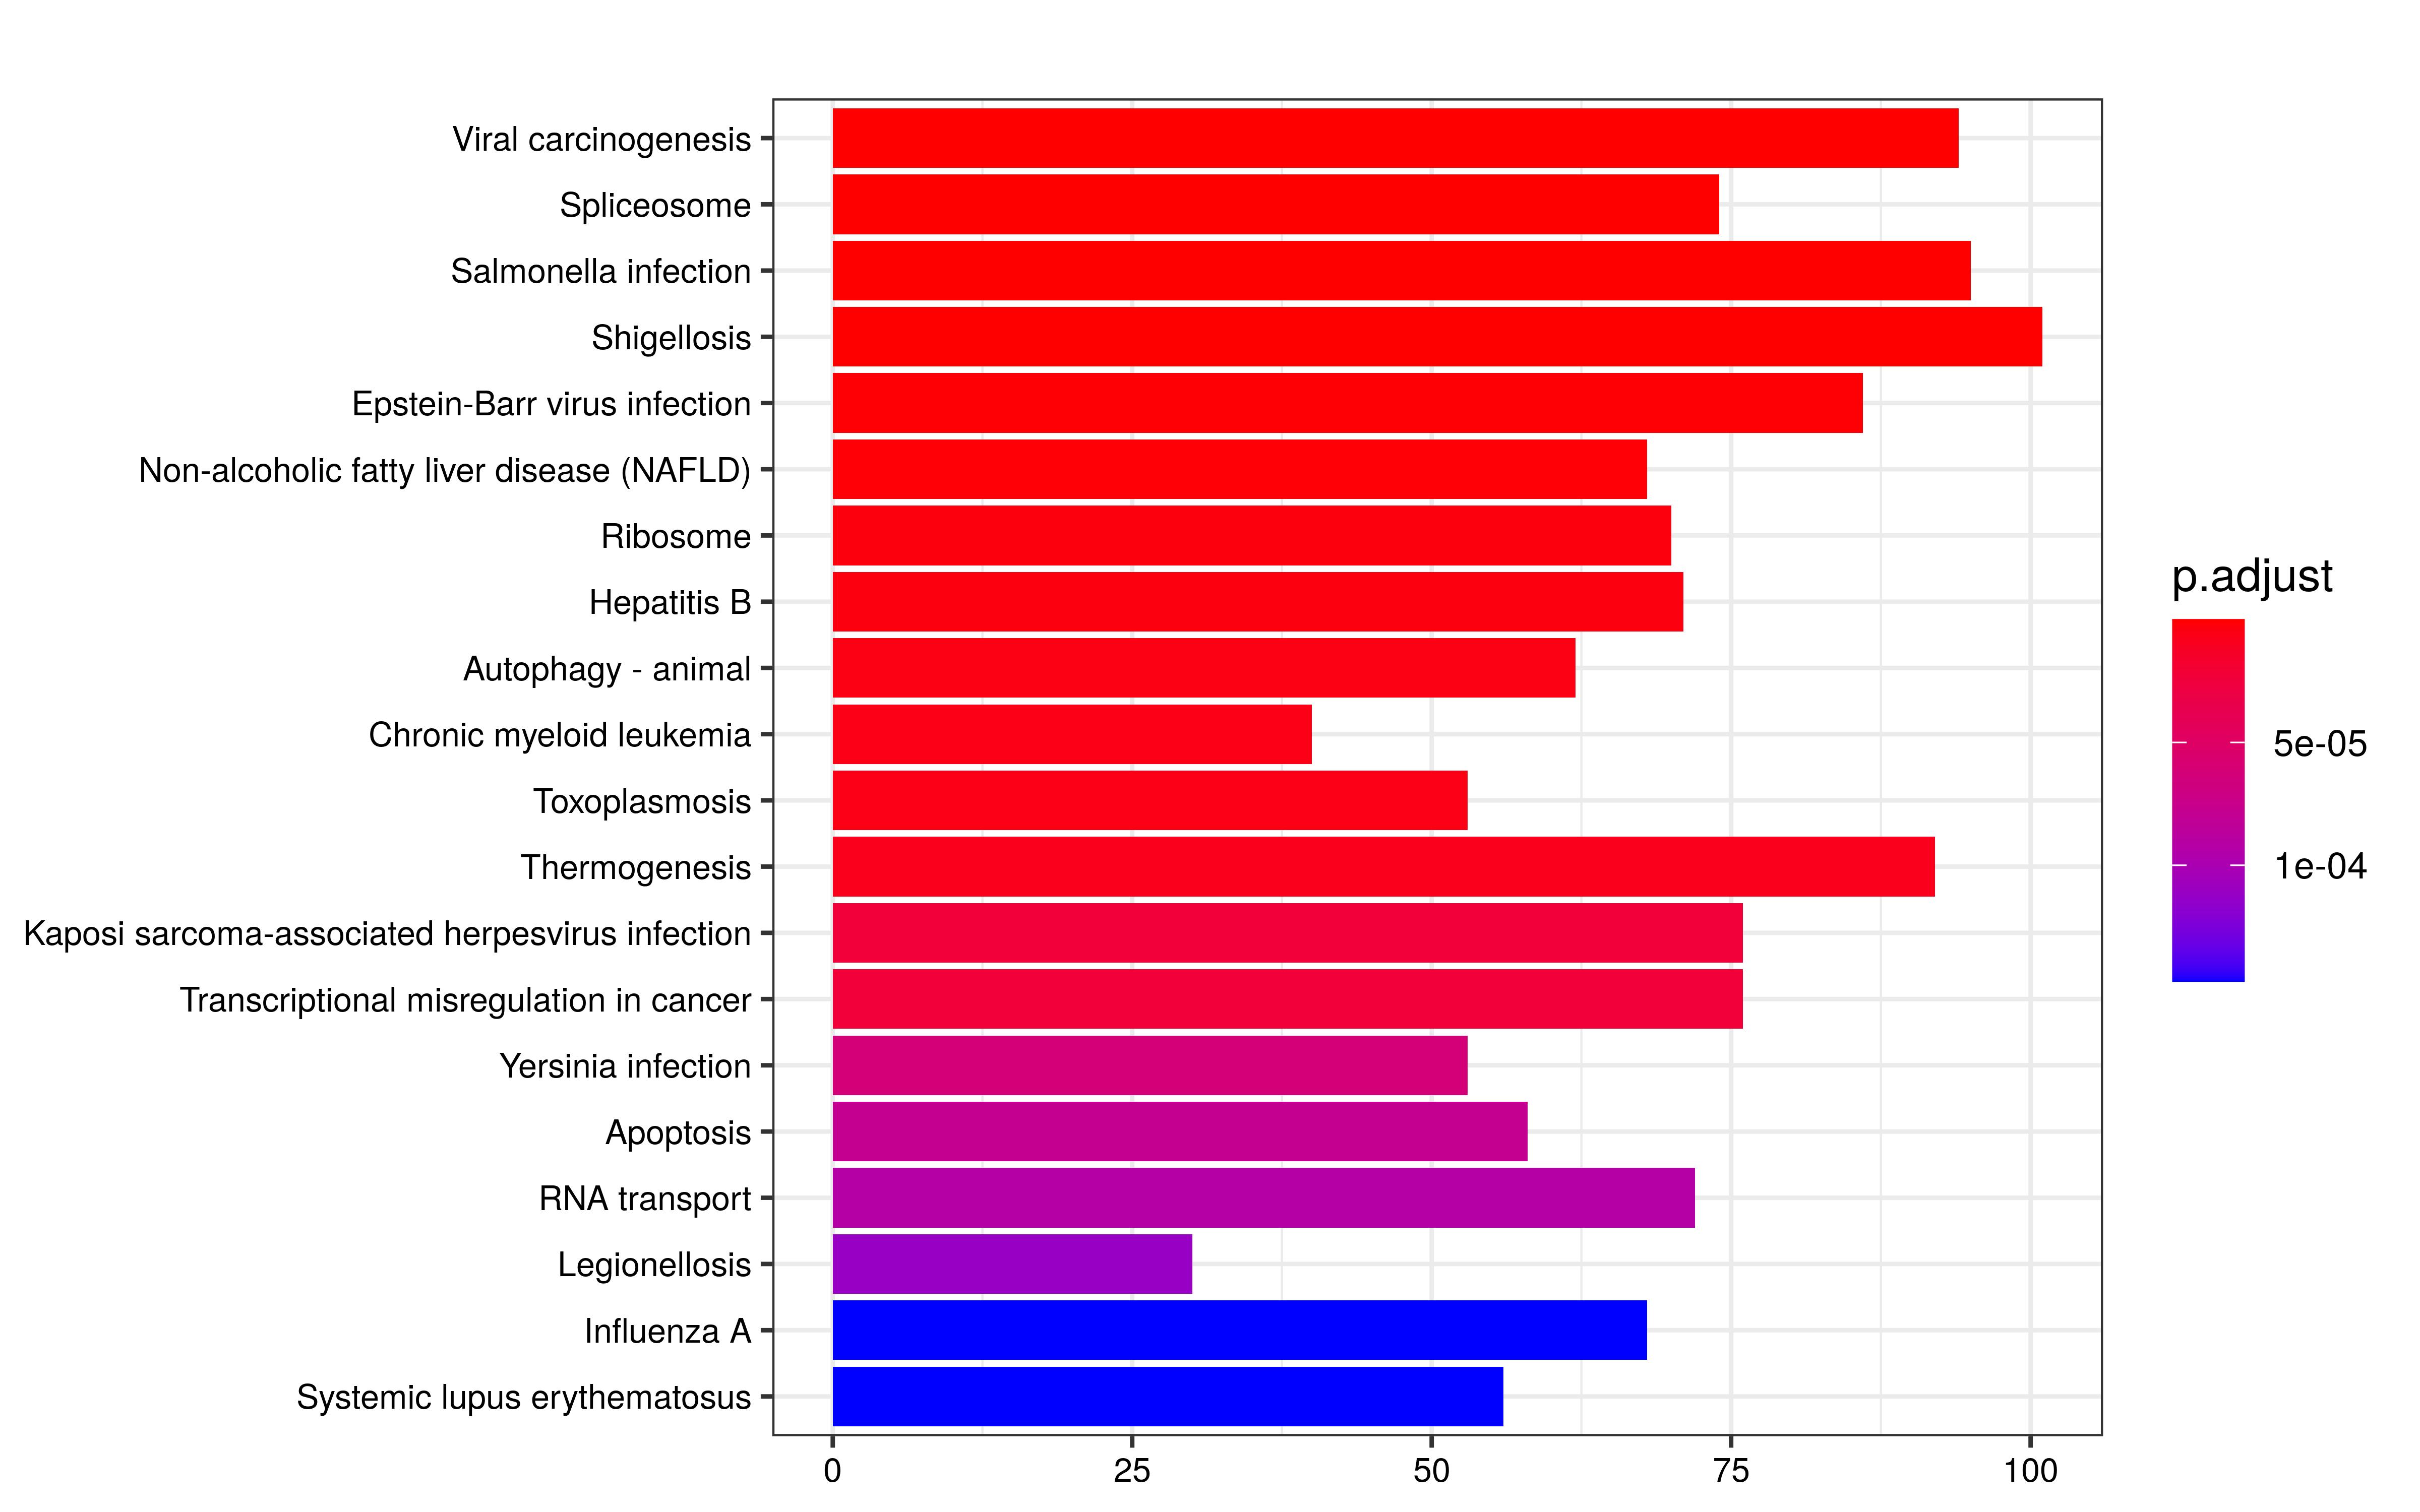 Viral carcinogenesis
Spliceosome
Salmonella infection
Shigellosis
Epstein-Barr virus infection
Non-alcoholic fatty liver disease (NAFLD)
Ribosome
Hepatitis B
Autophagy - animal
Chronic myeloid leukemia
Toxoplasmosis
Thermogenesis
Kaposi sarcoma-associated herpesvirus infection
Transcriptional misregulation in cancer
Yersinia infection
Apoptosis
RNA transport
Legionellosis
Influenza A
Systemic lupus erythematosus
0 25 50 75 100
p.adjust
5e-05
1e-04